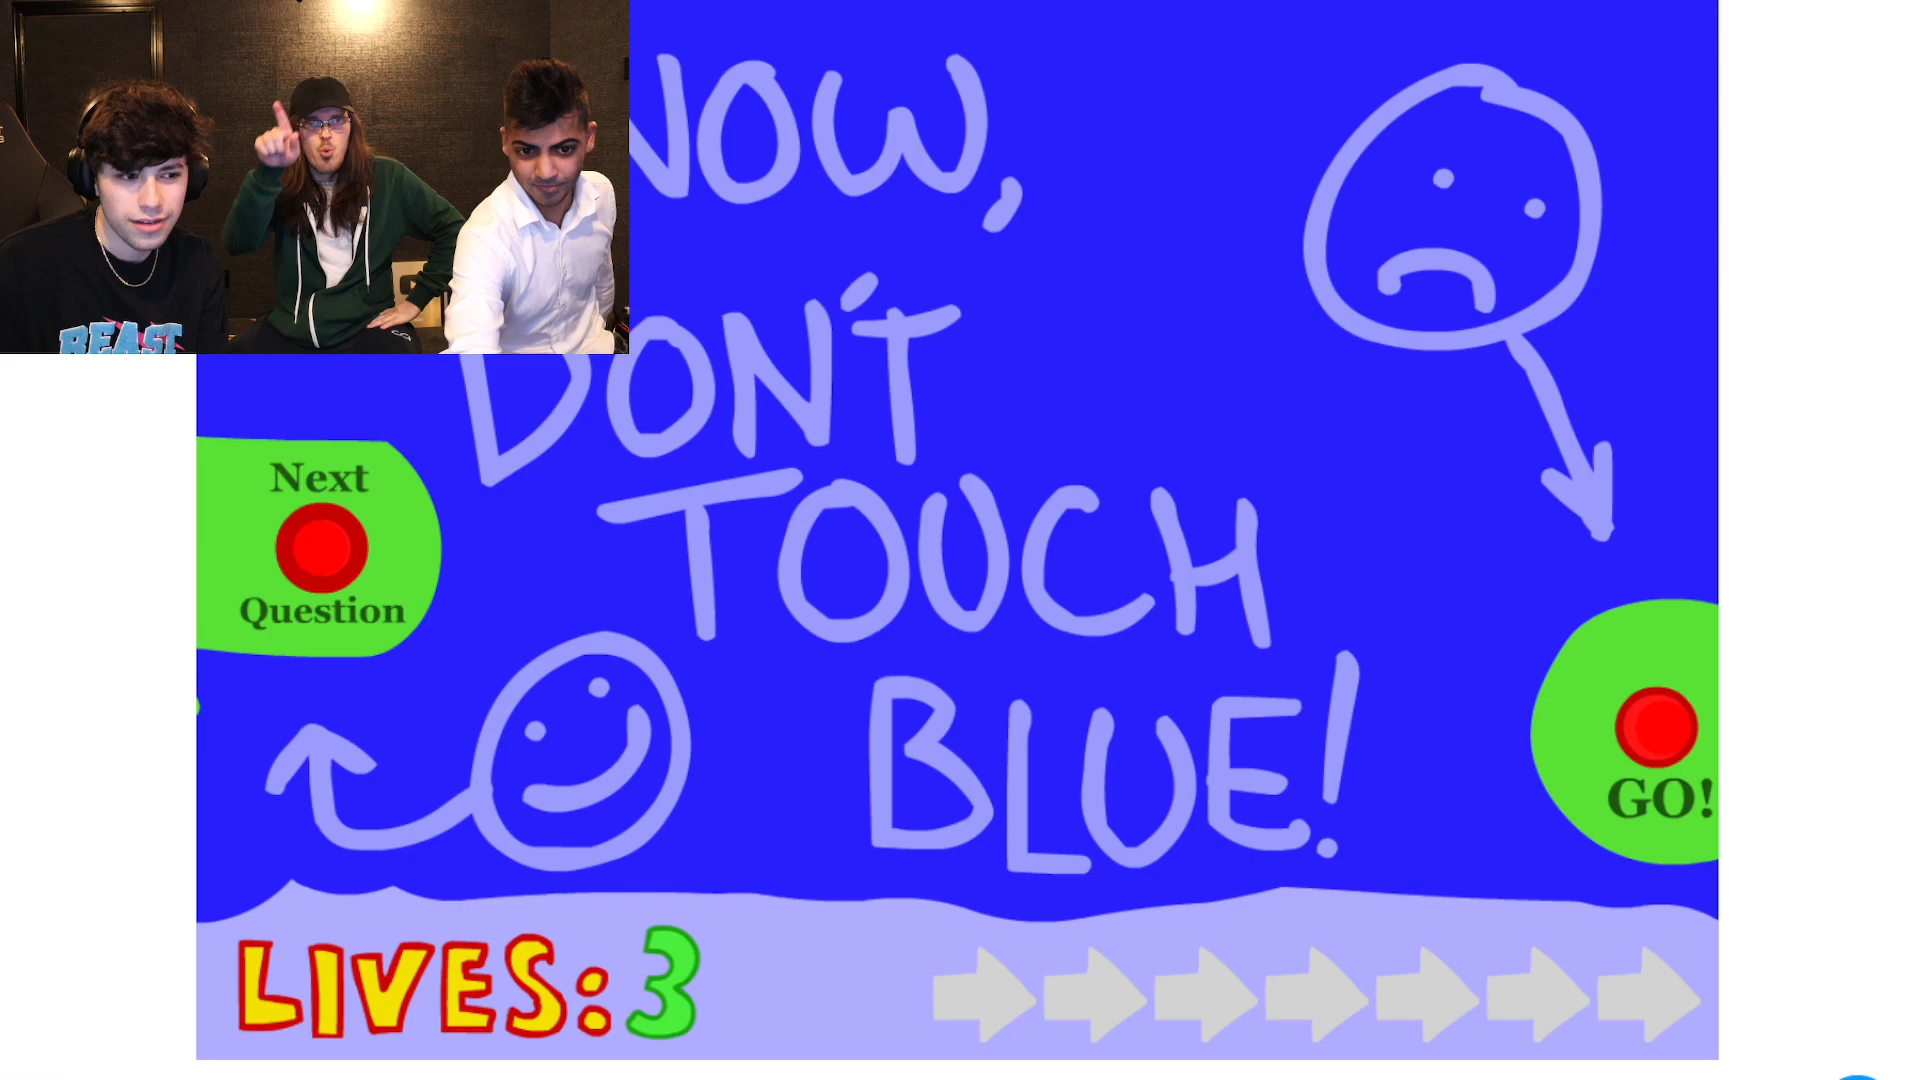 NOW,
DON'T
TOUCH
BLUE!
Next
Question
GO!
LIVES: 3
BEAST